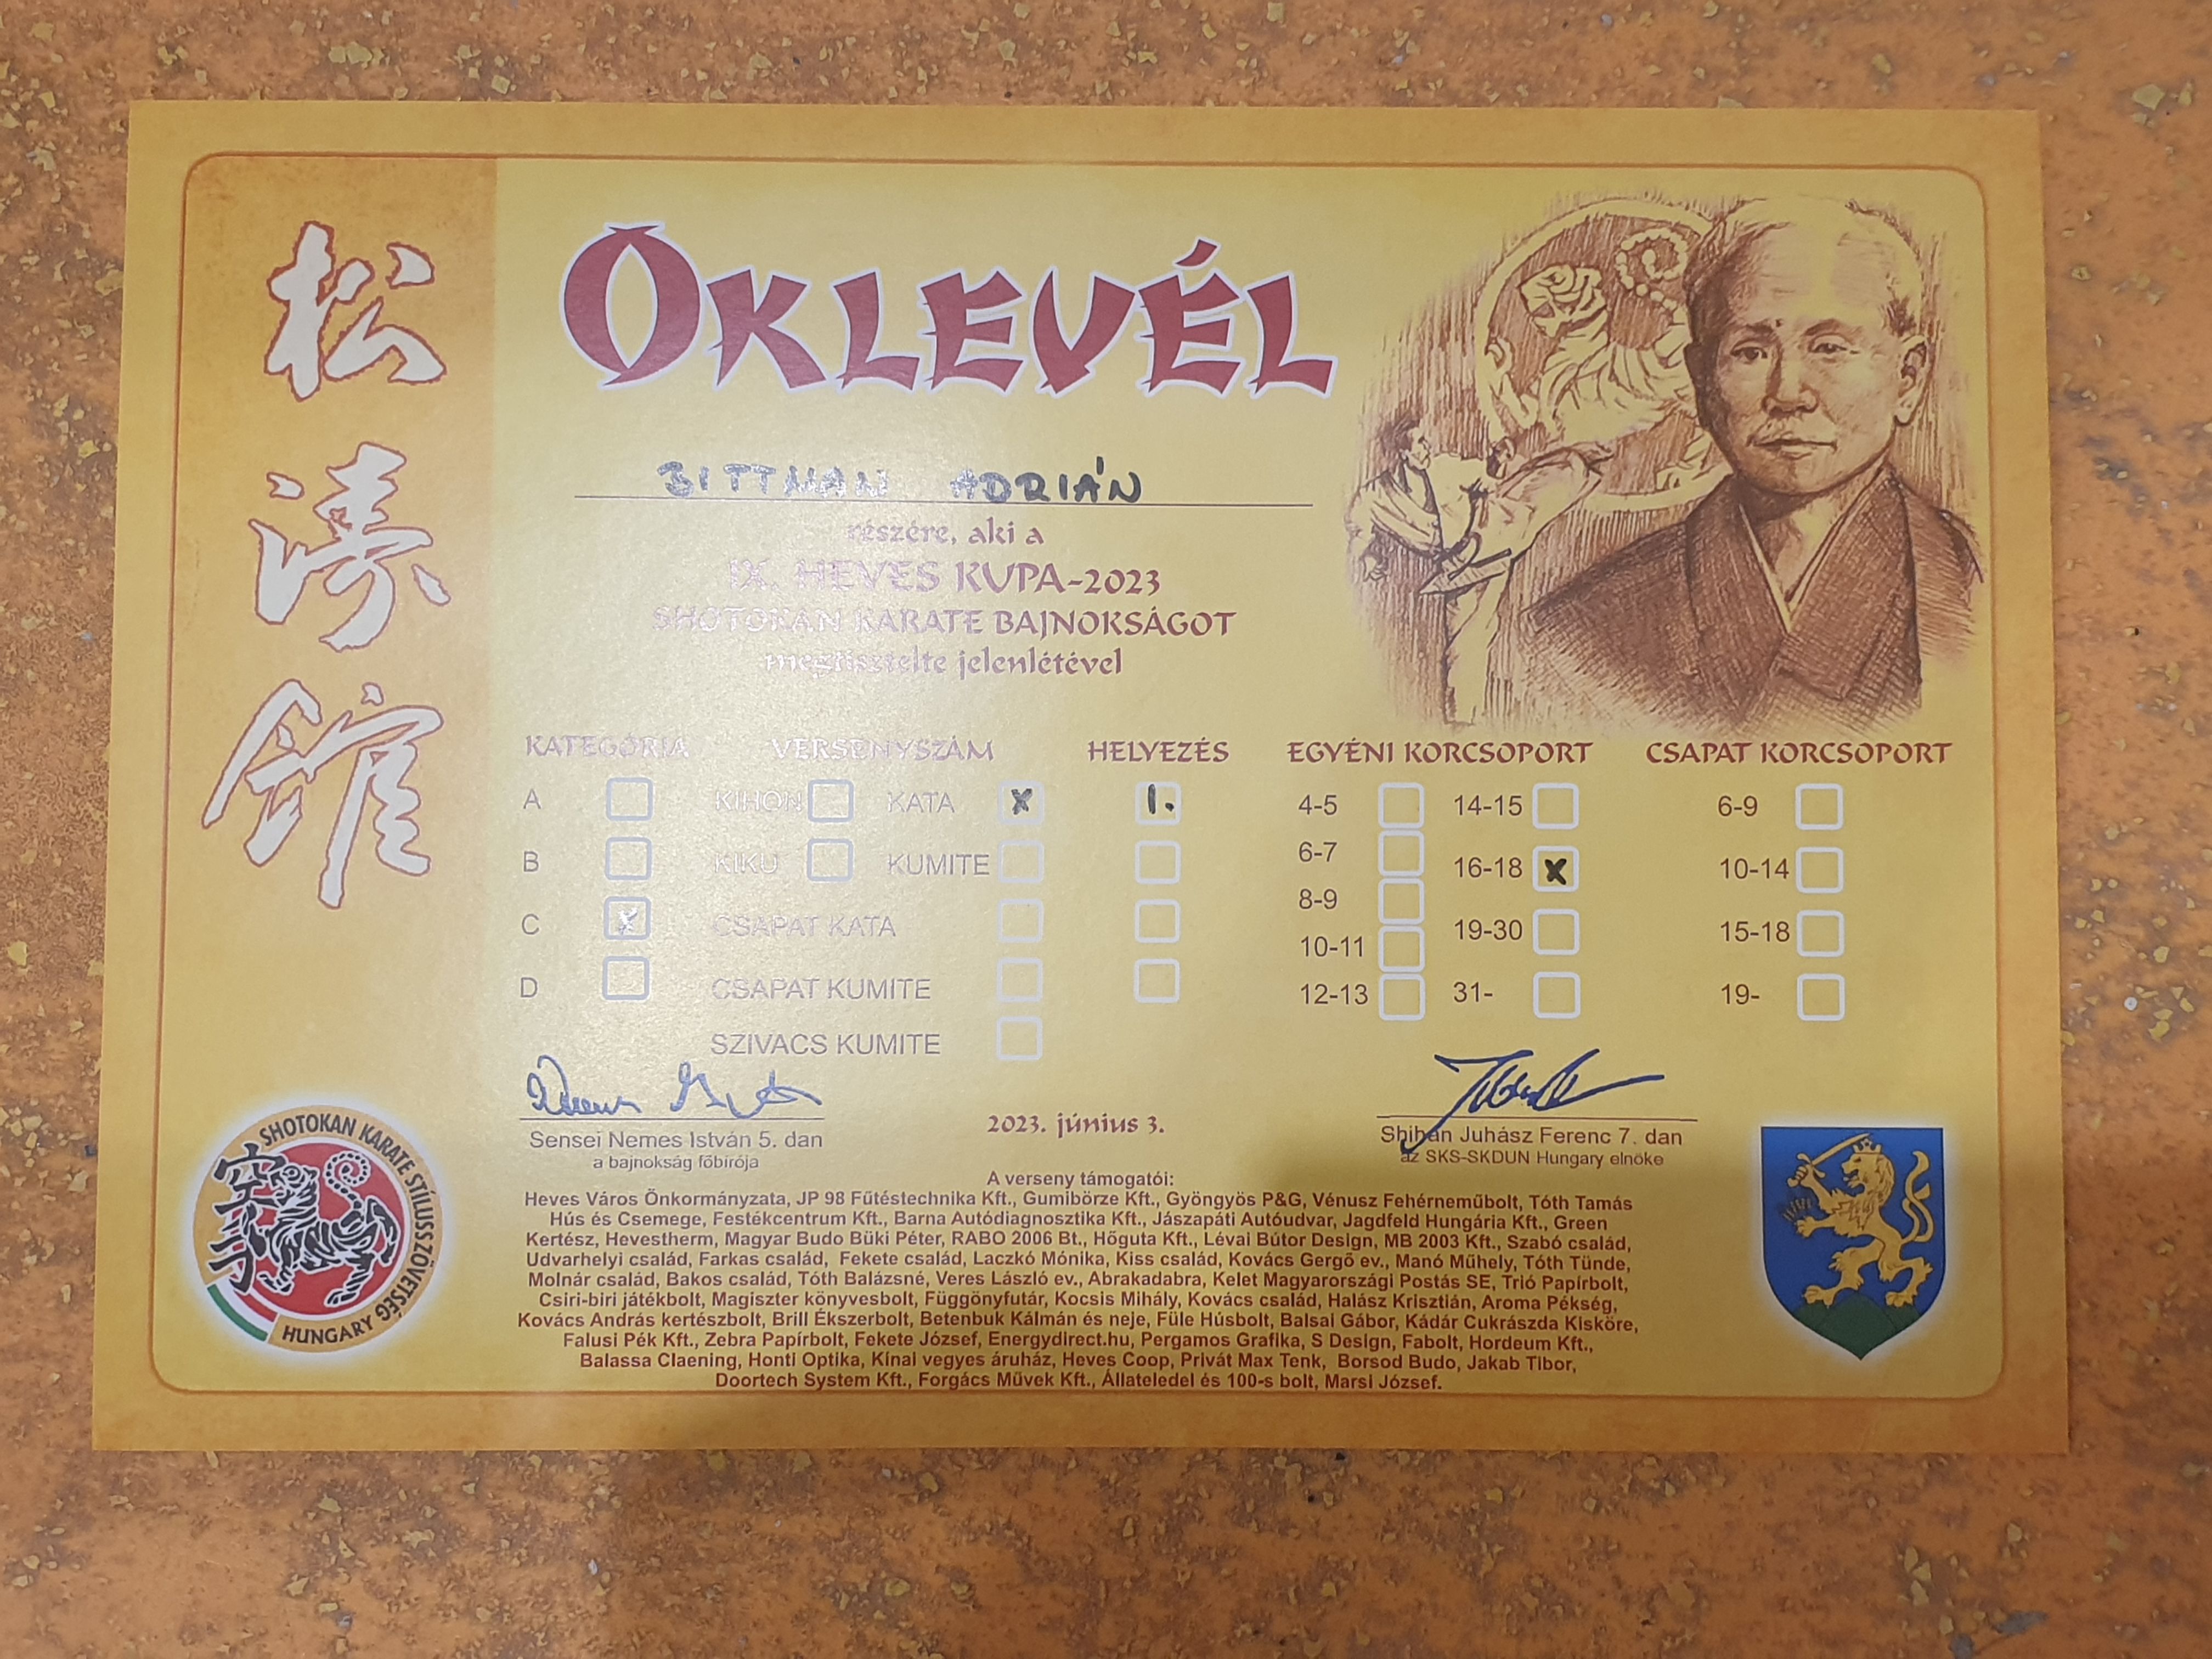 松
濤
館
OKLEVÉL
BITTMAN ADRIÁN
részére, aki a
IX. HEVES KUPA-2023
SHOTOKAN KARATE BAJNOKSÁGOT
megtisztelte jelenlétével
KATEGÓRIA VERSENYSZÁM HELYEZÉS EGYÉNI KORCSOPORT CSAPAT KORCSOPORT
A KIHON KATA X 1. 4-5 14-15 6-9
B KIKU KUMITE 6-7 16-18 X 10-14
C X CSAPAT KATA 8-9 19-30 15-18
D CSAPAT KUMITE 10-11 31- 19-
SZIVACS KUMITE 12-13
Sensei Nemes István 5. dan
a bajnokság főbírója
2023. június 3.
Shihan Juhász Ferenc 7. dan
az SKS-SKDUN Hungary elnöke
A verseny támogatói:
Heves Város Önkormányzata, JP 98 Fűtéstechnika Kft., Gumibörze Kft., Gyöngyös P&G, Vénusz Fehérneműbolt, Tóth Tamás
Hús és Csemege, Festékcentrum Kft., Barna Autódiagnosztika Kft., Jászapáti Autóudvar, Jagdfeld Hungária Kft., Green
Kertész, Hevestherm, Magyar Budo Büki Péter, RABO 2006 Bt., Hőguta Kft., Lévai Bútor Design, MB 2003 Kft., Szabó család,
Udvarhelyi család, Farkas család, Fekete család, Laczkó Mónika, Kiss család, Kovács Gergő ev., Manó Műhely, Tóth Tünde,
Molnár család, Bakos család, Tóth Balázsné, Veres László ev., Abrakadabra, Kelet Magyarországi Postás SE, Trió Papírbolt,
Csiri-biri játékbolt, Magiszter könyvesbolt, Függönyfutár, Kocsis Mihály, Kovács család, Halász Krisztián, Aroma Pékség,
Kovács András kertészbolt, Brill Ékszerbolt, Betenbuk Kálmán és neje, Füle Húsbolt, Balsai Gábor, Kádár Cukrászda Kisköre,
Falusi Pék Kft., Zebra Papírbolt, Fekete József, Energydirect.hu, Pergamos Grafika, S Design, Fabolt, Hordeum Kft.,
Balassa Claening, Honti Optika, Kínai vegyes áruház, Heves Coop, Privát Max Tenk, Borsod Budo, Jakab Tibor,
Doortech System Kft., Forgács Művek Kft., Állateledel és 100-s bolt, Marsi József.
SHOTOKAN KARATE STÍLUSSZÖVETSÉG
HUNGARY
空手